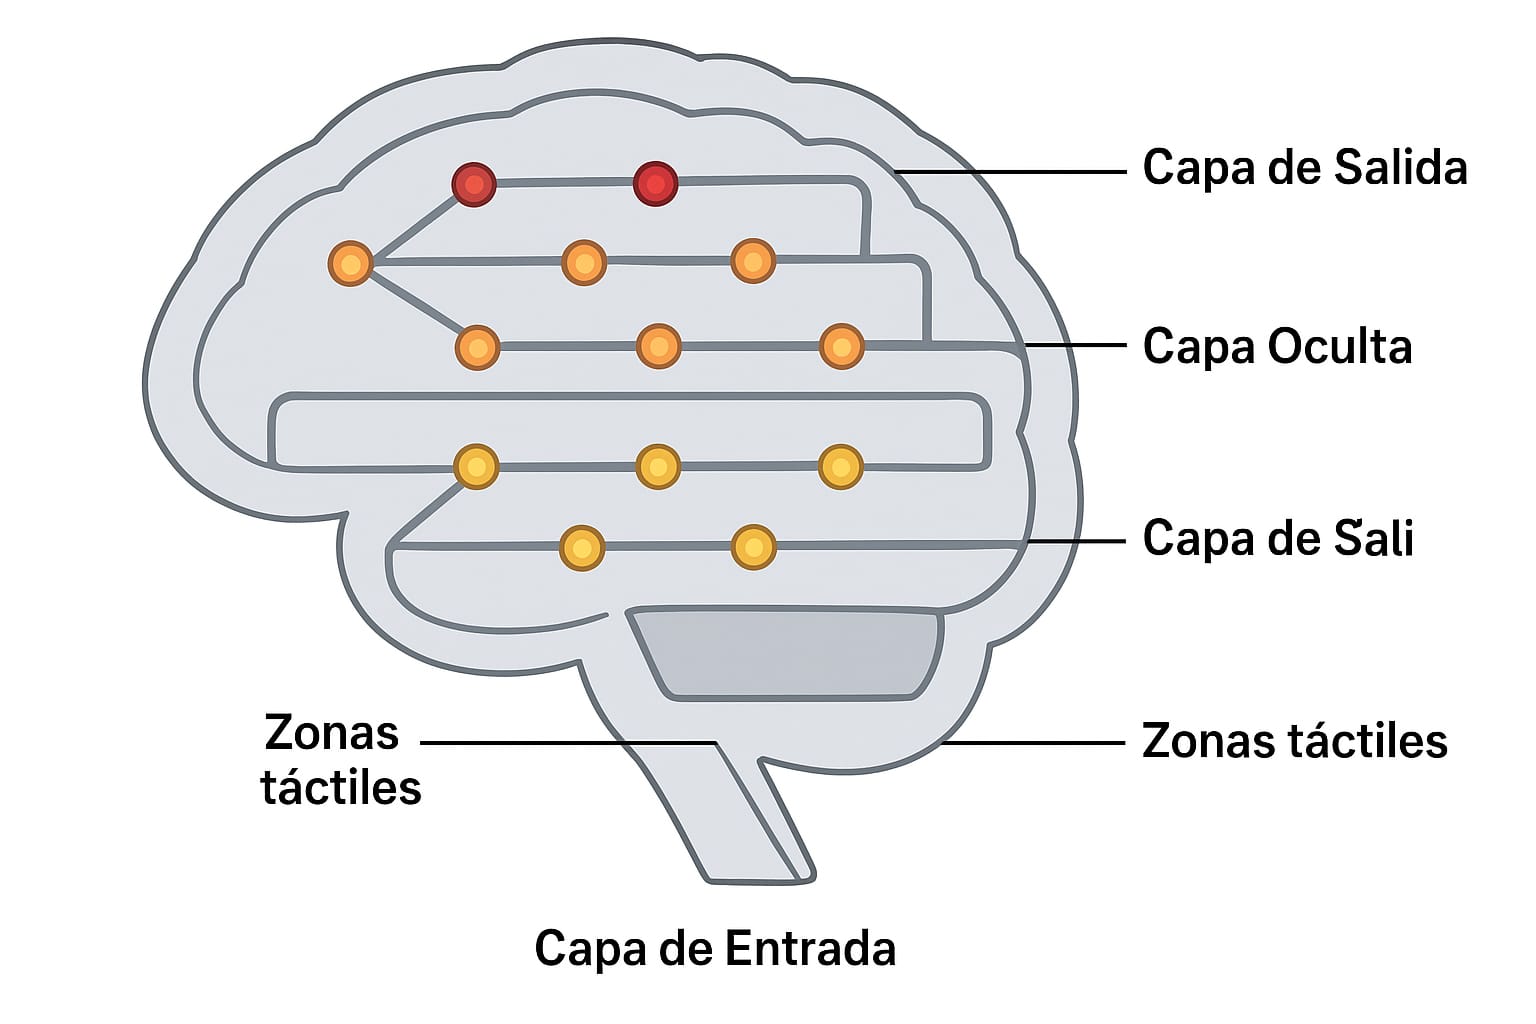 Capa de Salida
Capa Oculta
Capa de Sali
Zonas
táctiles
Zonas táctiles
Capa de Entrada